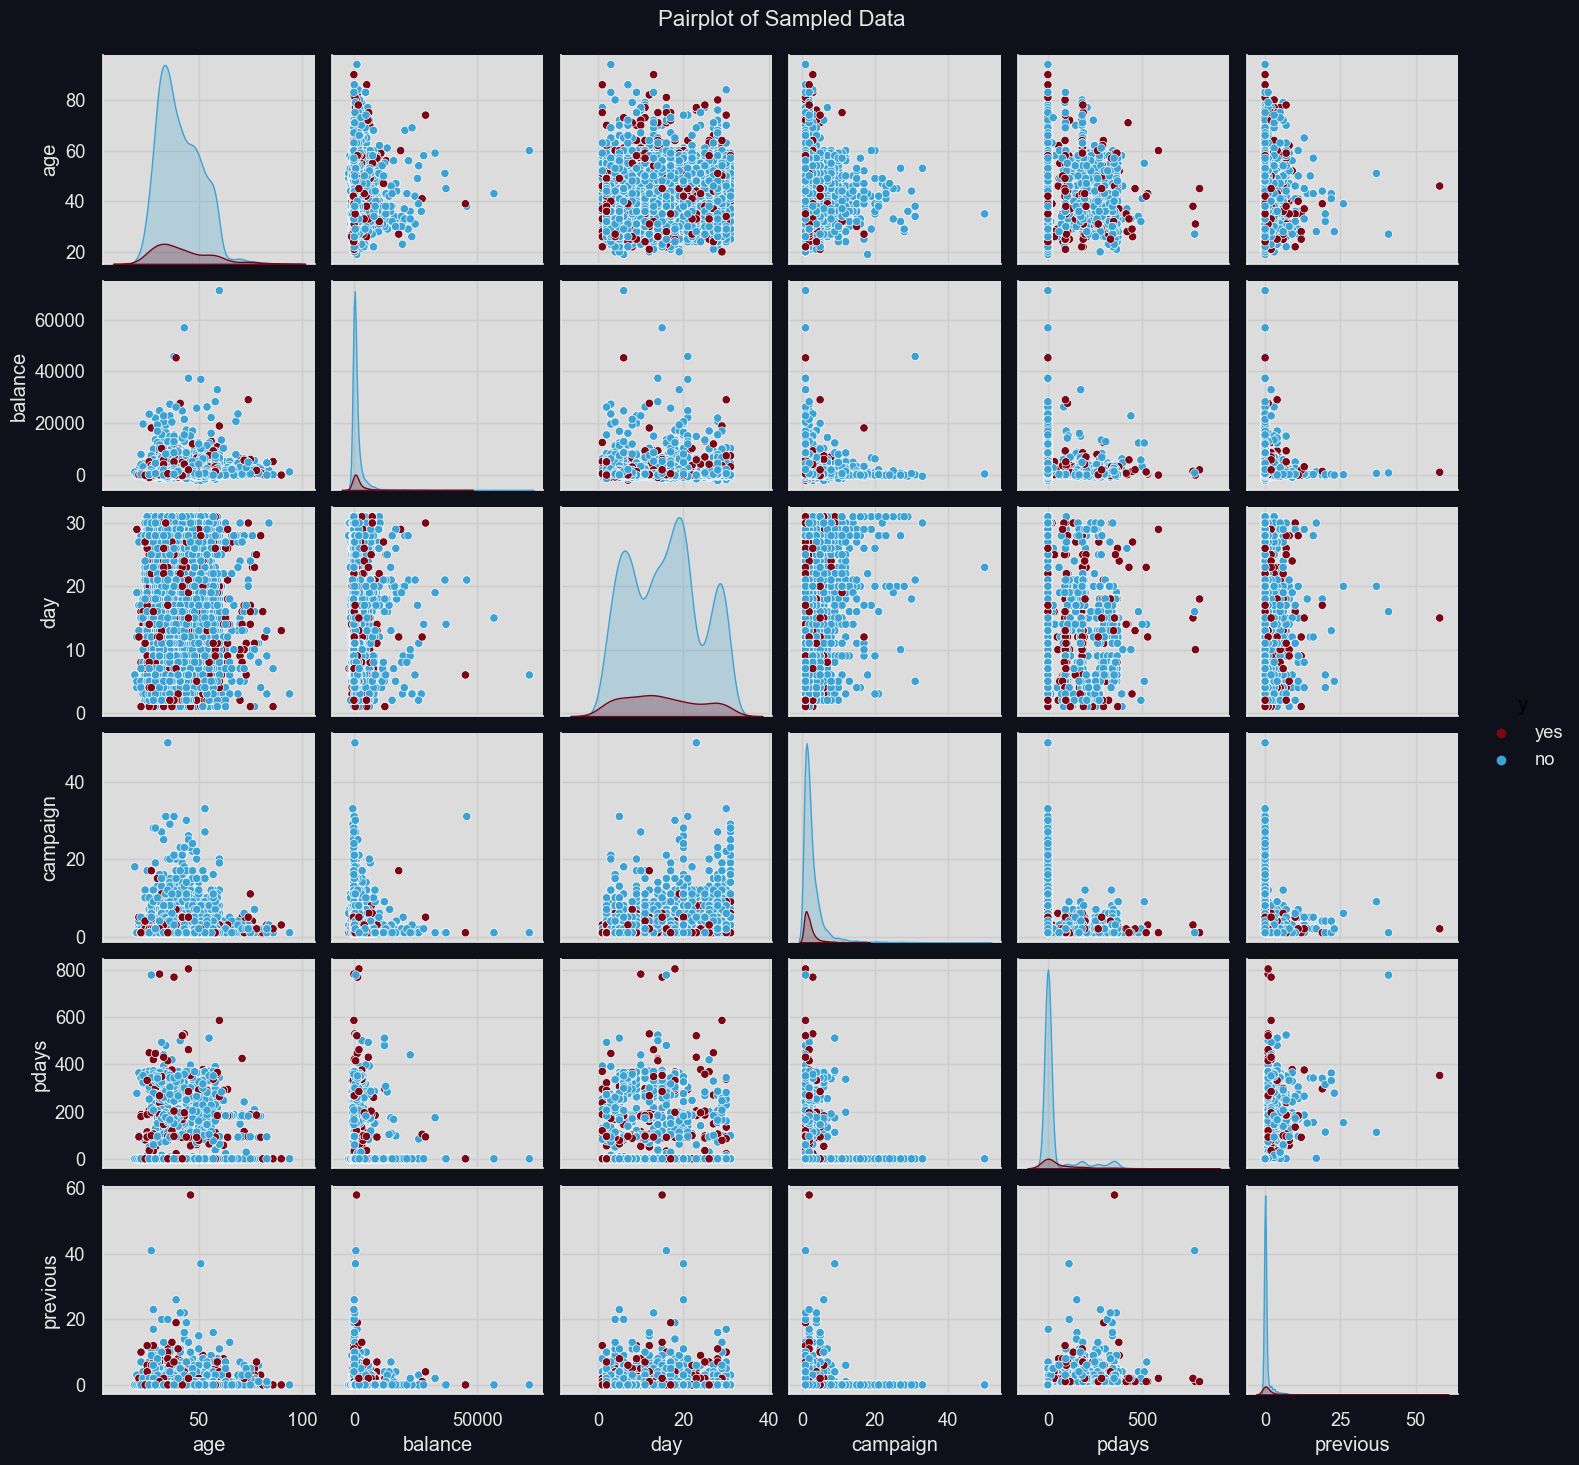 Pairplot of Sampled Data
80
60
40
20
age
60000
40000
20000
0
balance
30
20
10
0
day
y
yes
no
40
20
0
campaign
800
600
400
200
0
pdays
60
40
20
0
previous
50 100
0 50000
0 20 40
0 20 40
0 500
0 25 50
age balance day campaign pdays previous